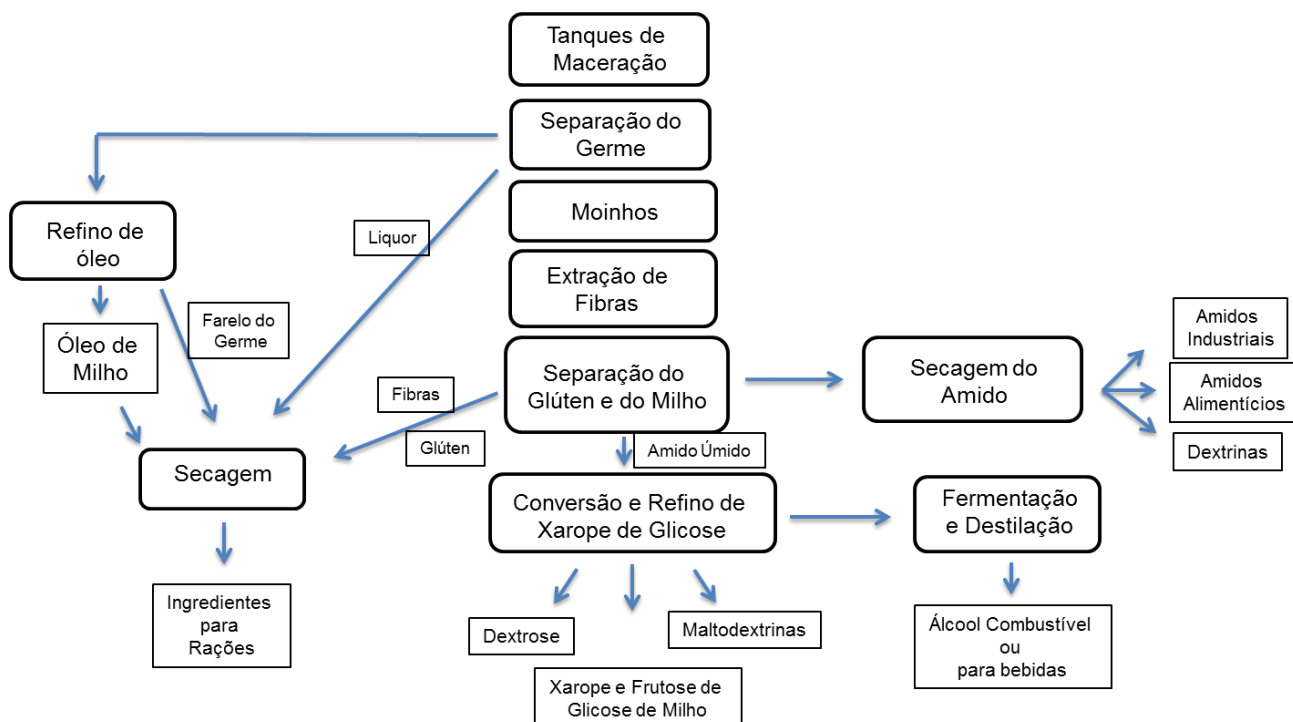 Tanques de
Maceração
Separação do
Germe
Moinhos
Refino de
óleo
Liquor
Extração de
Fibras
Farelo do
Germe
Óleo de
Milho
Separação do
Glúten e do Milho
Secagem do
Amido
Amidos
Industriais
Amidos
Alimentícios
Dextrinas
Fibras
Glúten
Amido Úmido
Secagem
Conversão e Refino de
Xarope de Glicose
Fermentação
e Destilação
Ingredientes
para
Rações
Dextrose
Maltodextrinas
Xarope e Frutose de
Glicose de Milho
Álcool Combustível
ou
para bebidas